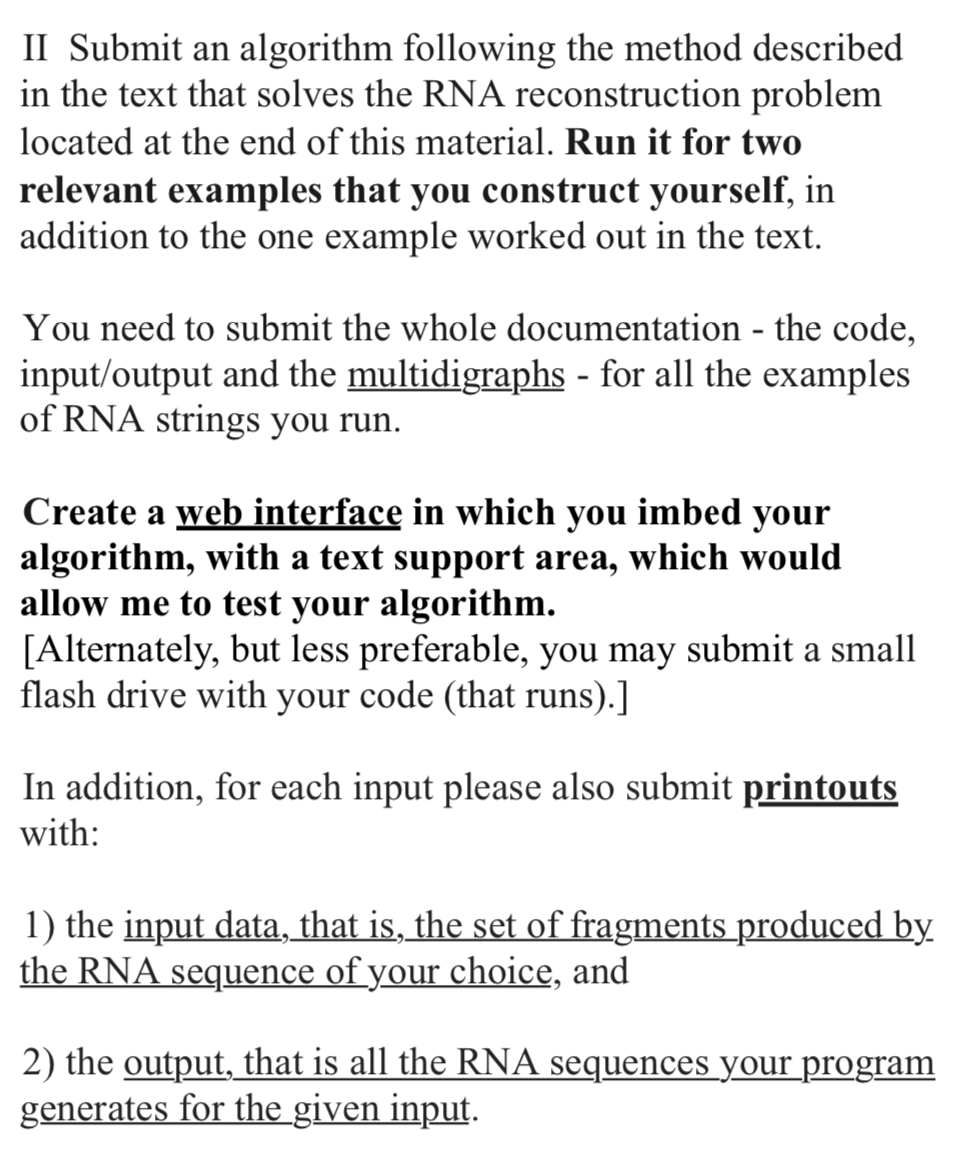 II  Submit an algorithm following the method described
in the text that solves the RNA reconstruction problem
located at the end of this material. Run it for two
relevant examples that you construct yourself, in
addition to the one example worked out in the text.
You need to submit the whole documentation - the code,
input/output and the multidigraphs - for all the examples
of RNA strings you run.
Create a web interface in which you imbed your
algorithm, with a text support area, which would
allow me to test your algorithm.
[Alternately, but less preferable, you may submit a small
flash drive with your code (that runs).]
In addition, for each input please also submit printouts
with:
1) the input data, that is, the set of fragments produced by
the RNA sequence of your choice, and
2) the output, that is all the RNA sequences your program
generates for the given input.